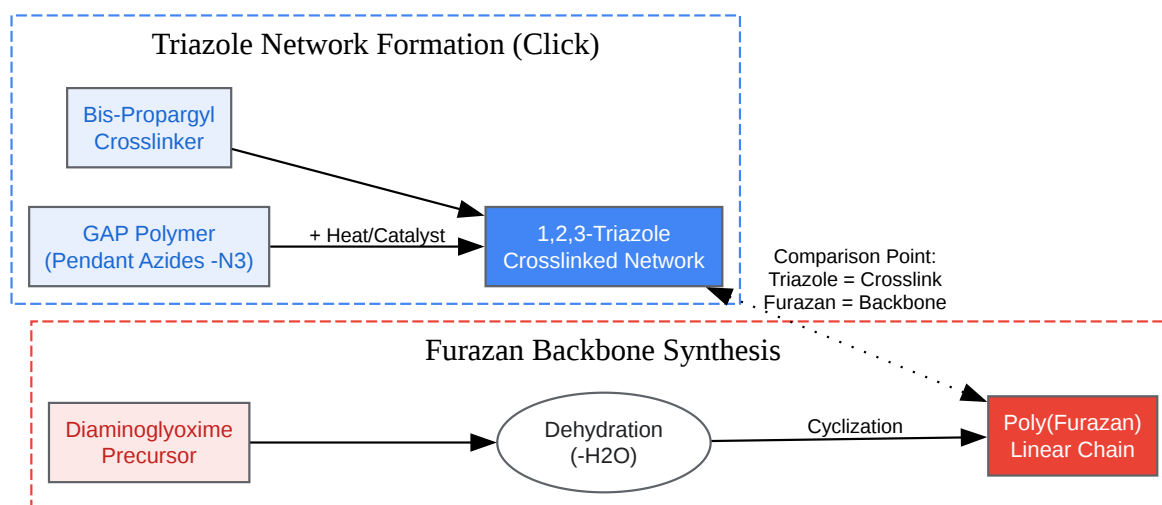 Triazole Network Formation (Click)
Bis-Propargyl
Crosslinker
GAP Polymer
(Pendant Azides -N3)
+ Heat/Catalyst
1,2,3-Triazole
Crosslinked Network
Comparison Point:
Triazole = Crosslink
Furazan = Backbone
Furazan Backbone Synthesis
Diaminoglyoxime
Precursor
Dehydration
(-H2O)
Cyclization
Poly(Furazan)
Linear Chain